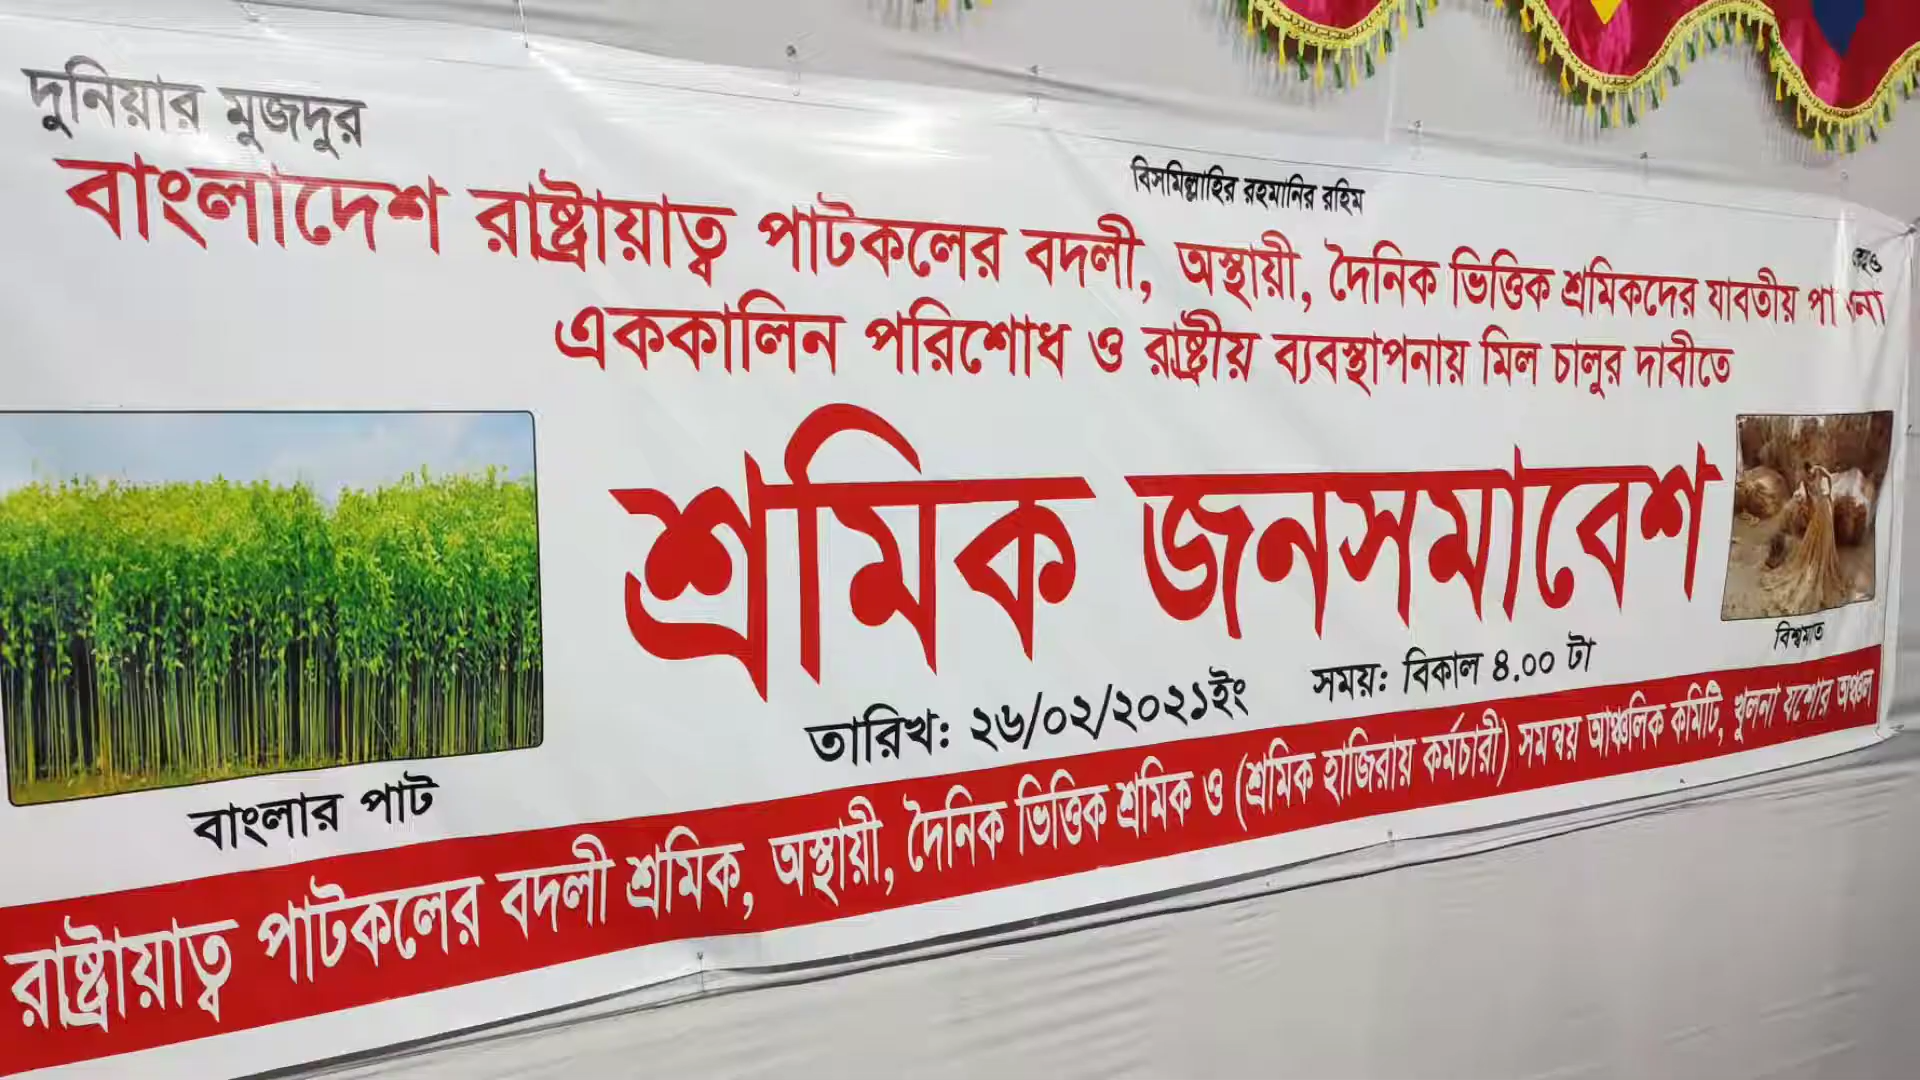 বিসমিল্লাহির রহমানির রহিম
দুনিয়ার মুজদুর
বাংলাদেশ রাষ্ট্রায়াত্ব পাটকলের বদলী, অস্থায়ী, দৈনিক ভিত্তিক শ্রমিকদের যাবতীয়
এককালিন পরিশোধ ও রাষ্ট্রীয় ব্যবস্থাপনায় মিল চালুর দাবীতে
শ্রমিক জনসমাবেশ
তারিখ: ২৬/০২/২০২১ইং সময়: বিকাল ৪.০০ টা
বাংলার পাট
রাষ্ট্রায়াত্ব পাটকলের বদলী শ্রমিক, অস্থায়ী, দৈনিক ভিত্তিক শ্রমিক ও (শ্রমিক হাজিরায় কর্মচারী) সমন্বয় আঞ্চলিক কমিটি, খুলনা যশোর অঞ্চল